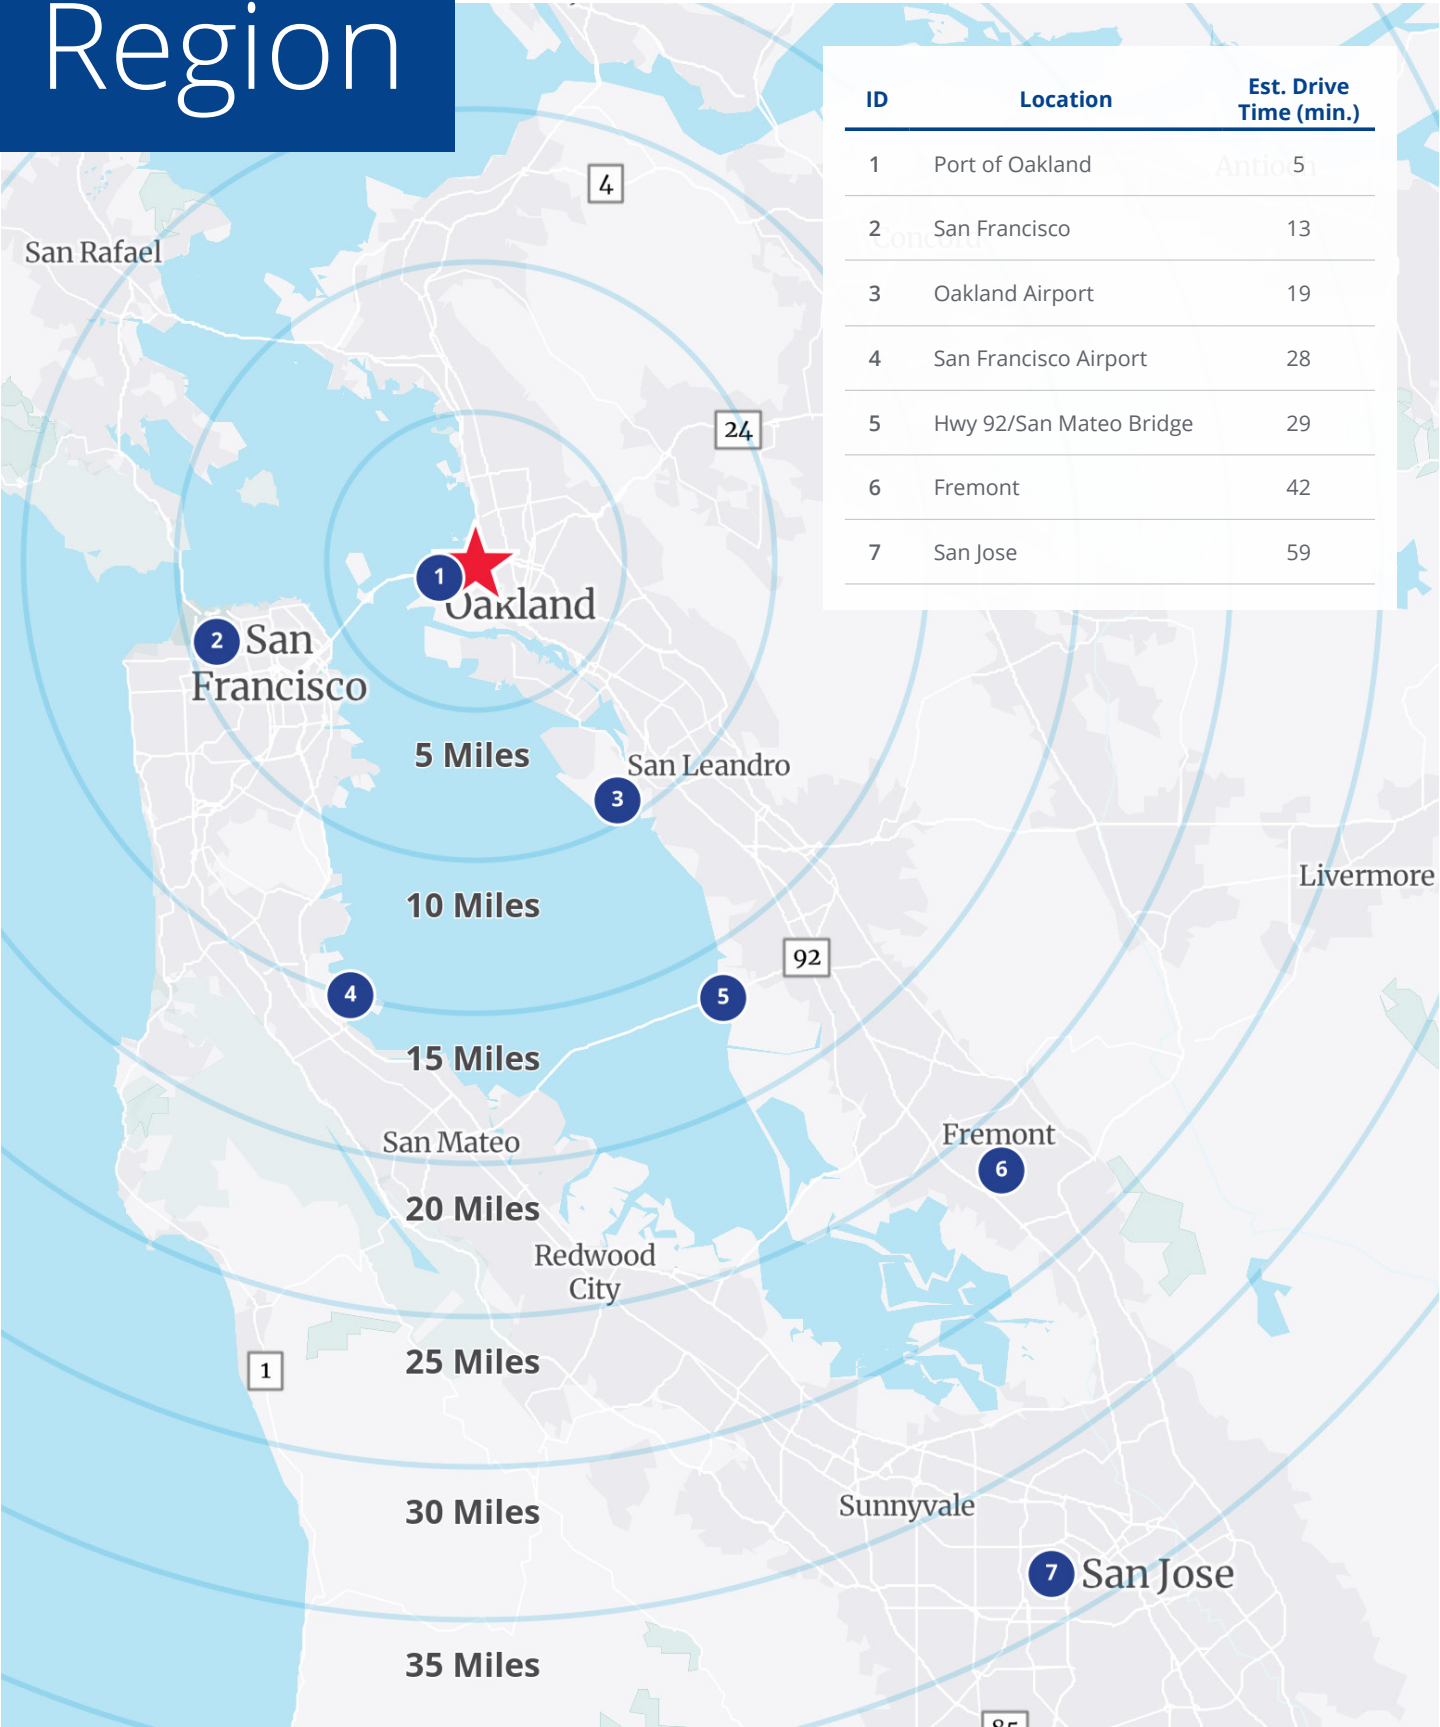 Region
ID Location Est. Drive Time (min.)
1 Port of Oakland 5
2 San Francisco 13
3 Oakland Airport 19
4 San Francisco Airport 28
5 Hwy 92/San Mateo Bridge 29
6 Fremont 42
7 San Jose 59
Concord
4
San Rafael
24
1
Oakland
2 San
Francisco
5 Miles
San Leandro
3
Livermore
10 Miles
92
4
5
15 Miles
Fremont
San Mateo
6
20 Miles
Redwood
City
25 Miles
1
Sunnyvale
30 Miles
7 San Jose
35 Miles
85